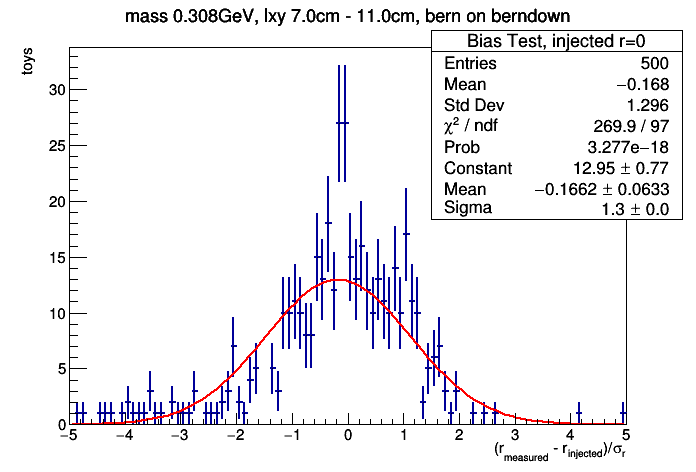 mass 0.308GeV, lxy 7.0cm - 11.0cm, bern on berndown
toys
Bias Test, injected r=0
Entries 500
Mean −0.168
Std Dev 1.296
χ² / ndf 269.9 / 97
Prob 3.277e−18
Constant 12.95 ± 0.77
Mean −0.1662 ± 0.0633
Sigma 1.3 ± 0.0
30
25
20
15
10
5
0
−5 −4 −3 −2 −1 0 1 2 3 4 5
(r_measured - r_injected)/σ_r